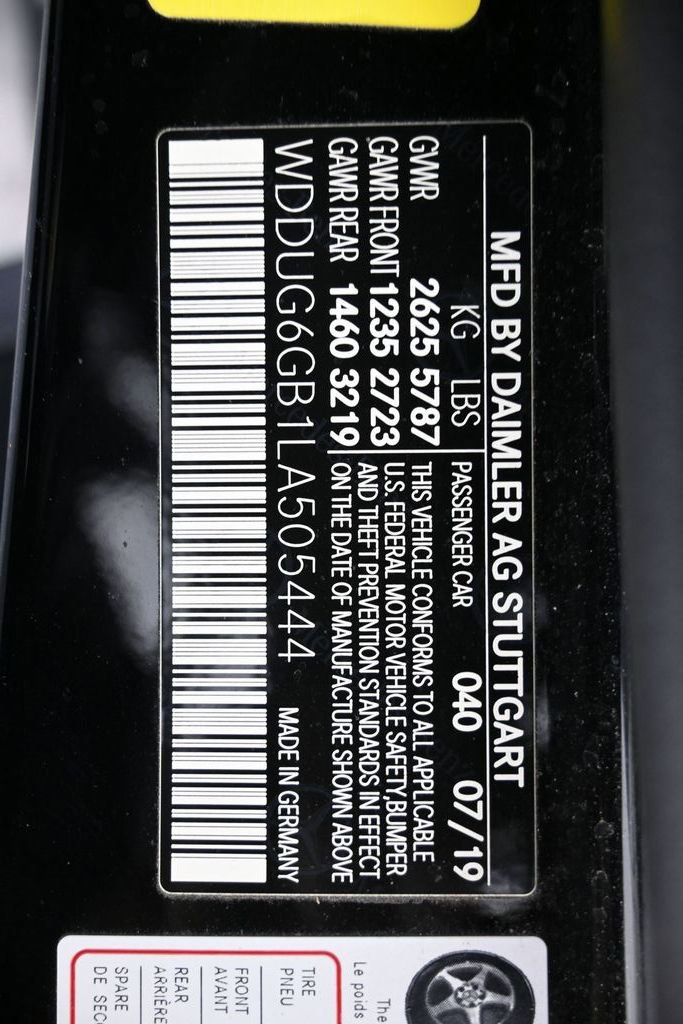 MFD BY DAIMLER AG STUTTGART
KG LBS PASSENGER CAR 040 07/19
GVWR 2625 5787
GAWR FRONT 1235 2723
GAWR REAR 1460 3219
THIS VEHICLE CONFORMS TO ALL APPLICABLE
U.S. FEDERAL MOTOR VEHICLE SAFETY,BUMPER
AND THEFT PREVENTION STANDARDS IN EFFECT
ON THE DATE OF MANUFACTURE SHOWN ABOVE
WDDUG6GB1LA505444 MADE IN GERMANY
The
Le poids
TIRE
PNEU
FRONT
AVANT
REAR
ARRIÈRE
SPARE
DE SEC